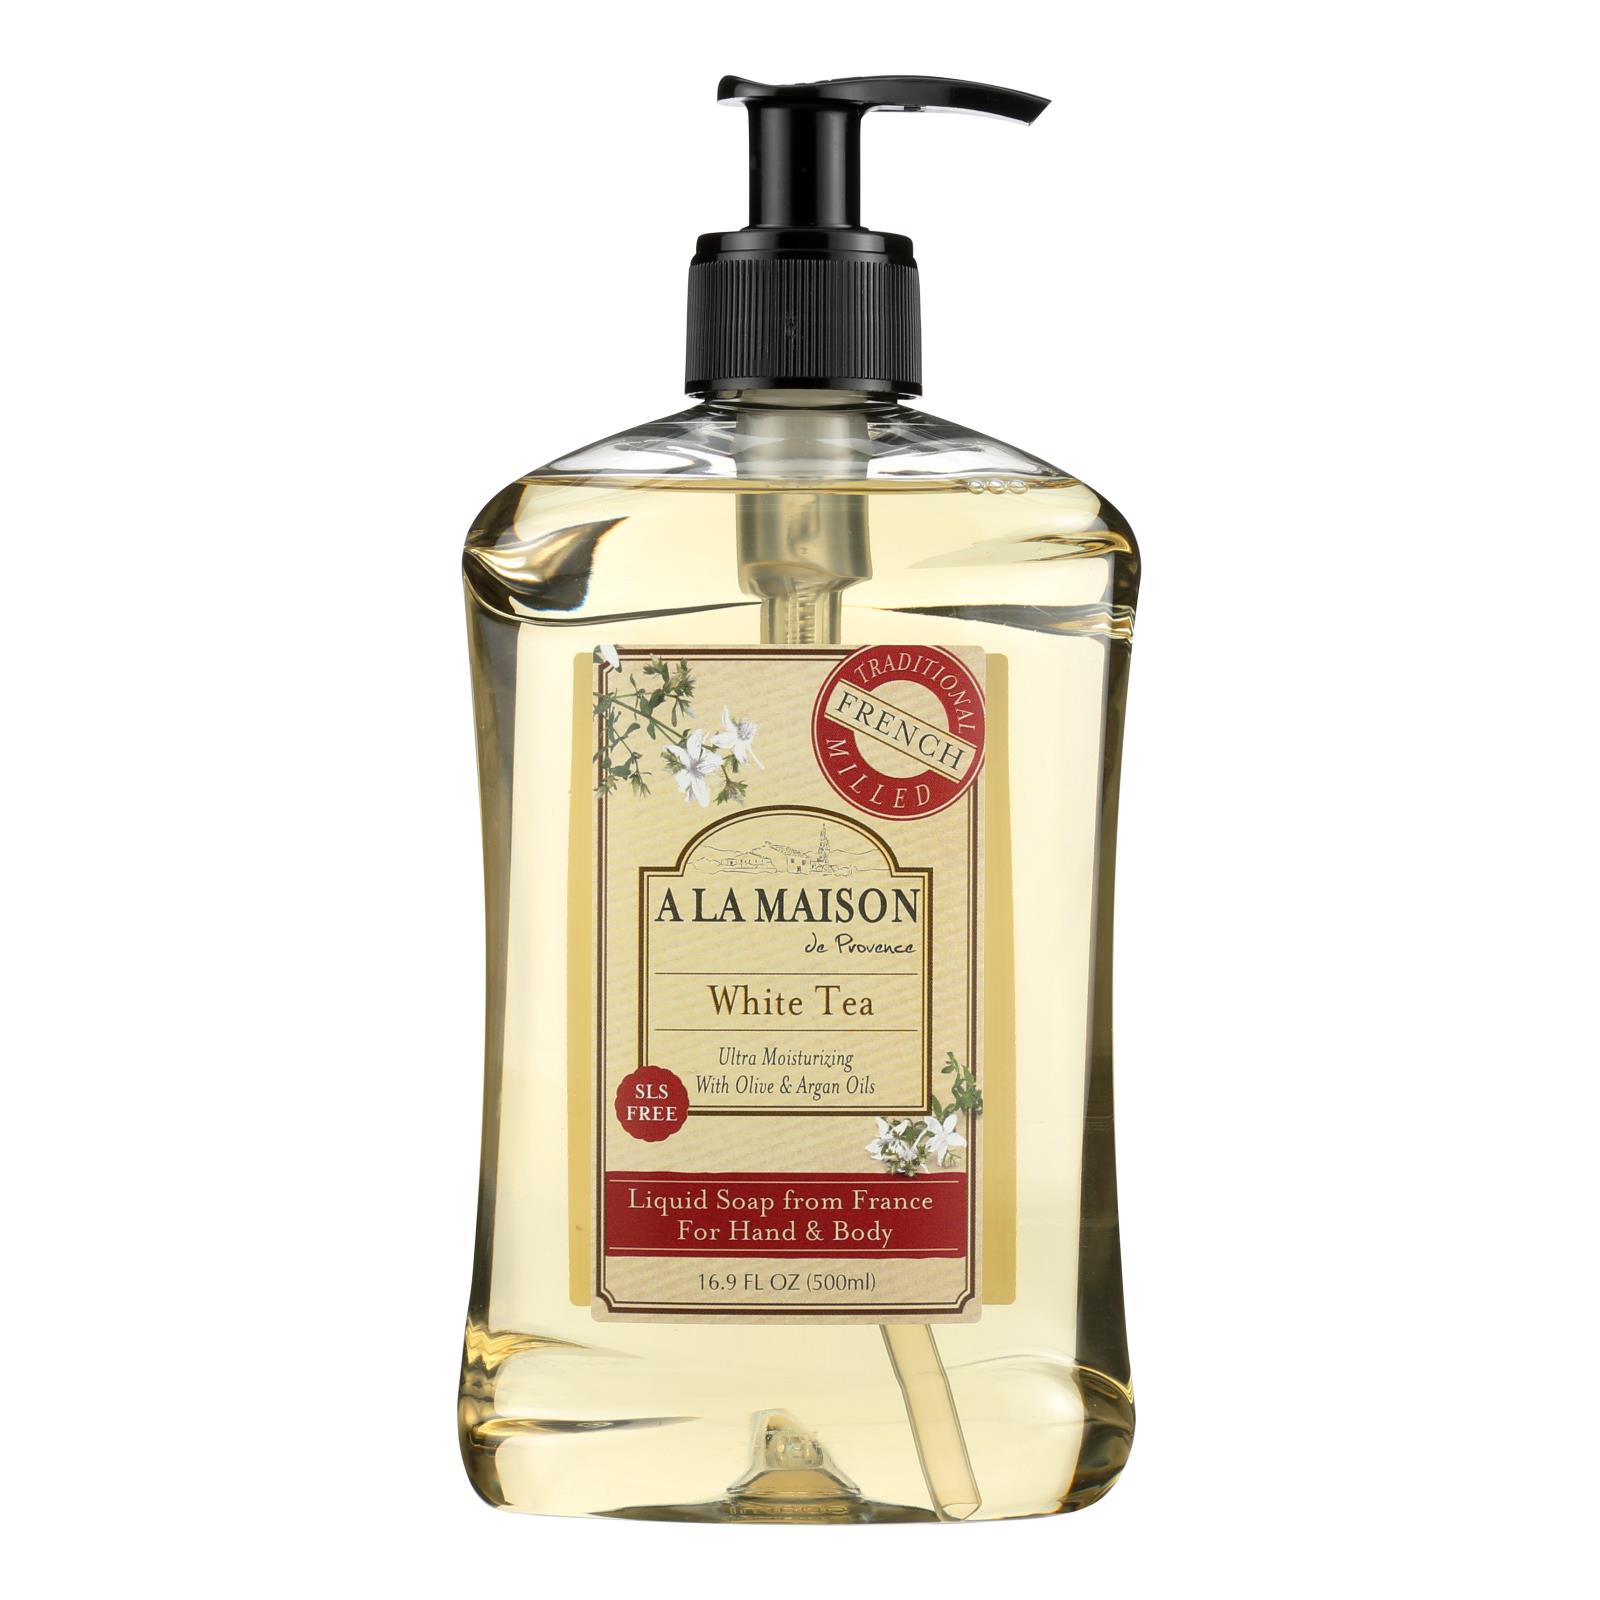 TRADITIONAL
FRENCH
MILLED
A LA MAISON
de Provence
White Tea
Ultra Moisturizing
With Olive & Argan Oils
SLS
FREE
Liquid Soap from France
For Hand & Body
16.9 FL OZ (500ml)